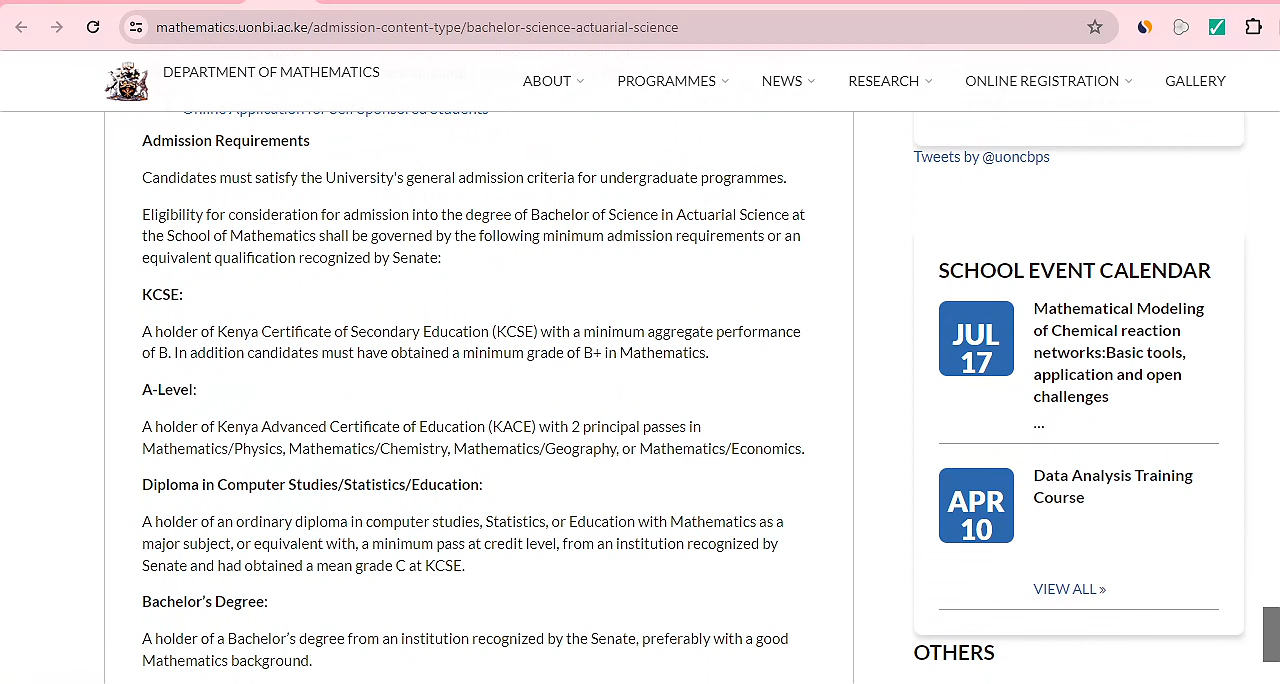 mathematics.uonbi.ac.ke/admission-content-type/bachelor-science-actuarial-science
DEPARTMENT OF MATHEMATICS
ABOUT PROGRAMMES NEWS RESEARCH ONLINE REGISTRATION GALLERY
Online Application for Self Sponsored Students
Admission Requirements
Candidates must satisfy the University's general admission criteria for undergraduate programmes.
Eligibility for consideration for admission into the degree of Bachelor of Science in Actuarial Science at
the School of Mathematics shall be governed by the following minimum admission requirements or an
equivalent qualification recognized by Senate:
KCSE:
A holder of Kenya Certificate of Secondary Education (KCSE) with a minimum aggregate performance
of B. In addition candidates must have obtained a minimum grade of B+ in Mathematics.
A-Level:
A holder of Kenya Advanced Certificate of Education (KACE) with 2 principal passes in
Mathematics/Physics, Mathematics/Chemistry, Mathematics/Geography, or Mathematics/Economics.
Diploma in Computer Studies/Statistics/Education:
A holder of an ordinary diploma in computer studies, Statistics, or Education with Mathematics as a
major subject, or equivalent with, a minimum pass at credit level, from an institution recognized by
Senate and had obtained a mean grade C at KCSE.
Bachelor’s Degree:
A holder of a Bachelor’s degree from an institution recognized by the Senate, preferably with a good
Mathematics background.
Tweets by @uoncbps
SCHOOL EVENT CALENDAR
JUL
17
Mathematical Modeling
of Chemical reaction
networks:Basic tools,
application and open
challenges
...
APR
10
Data Analysis Training
Course
VIEW ALL »
OTHERS